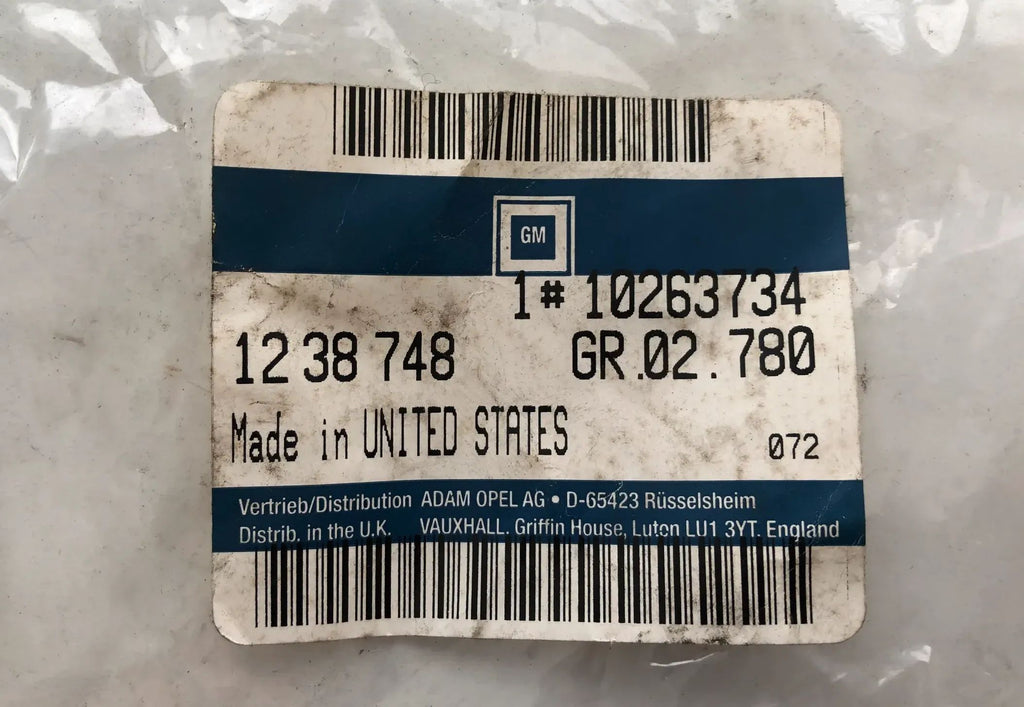 GM
1# 10263734
12 38 748 GR.02.780
Made in UNITED STATES 072
Vertrieb/Distribution ADAM OPEL AG • D-65423 Rüsselsheim
Distrib. in the U.K. VAUXHALL. Griffin House, Luton LU1 3YT. England